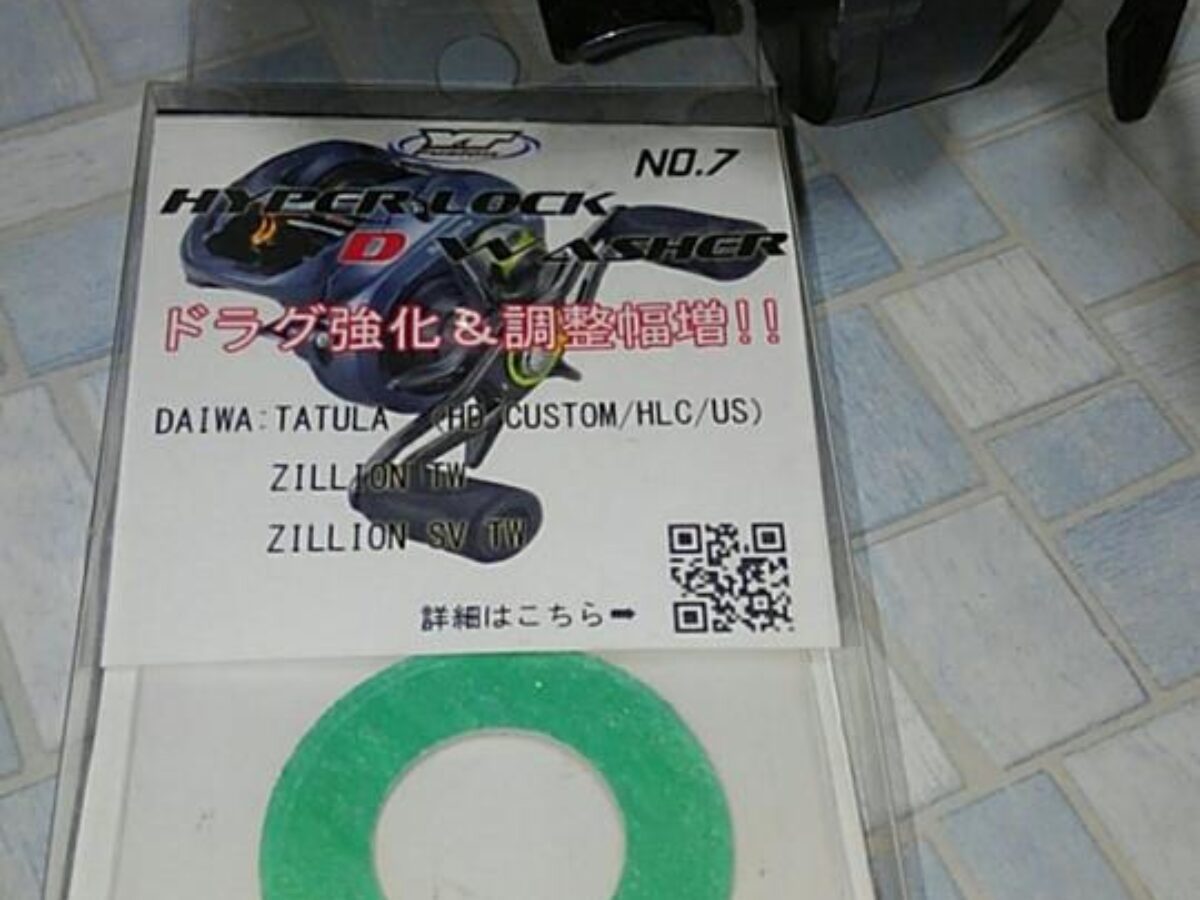 NO.7
HYPER LOCK
D WASHER
ドラグ強化&調整幅増!!
DAIWA:TATULA (HD CUSTOM/HLC/US)
ZILLION TW
ZILLION SV TW
詳細はこちら➡